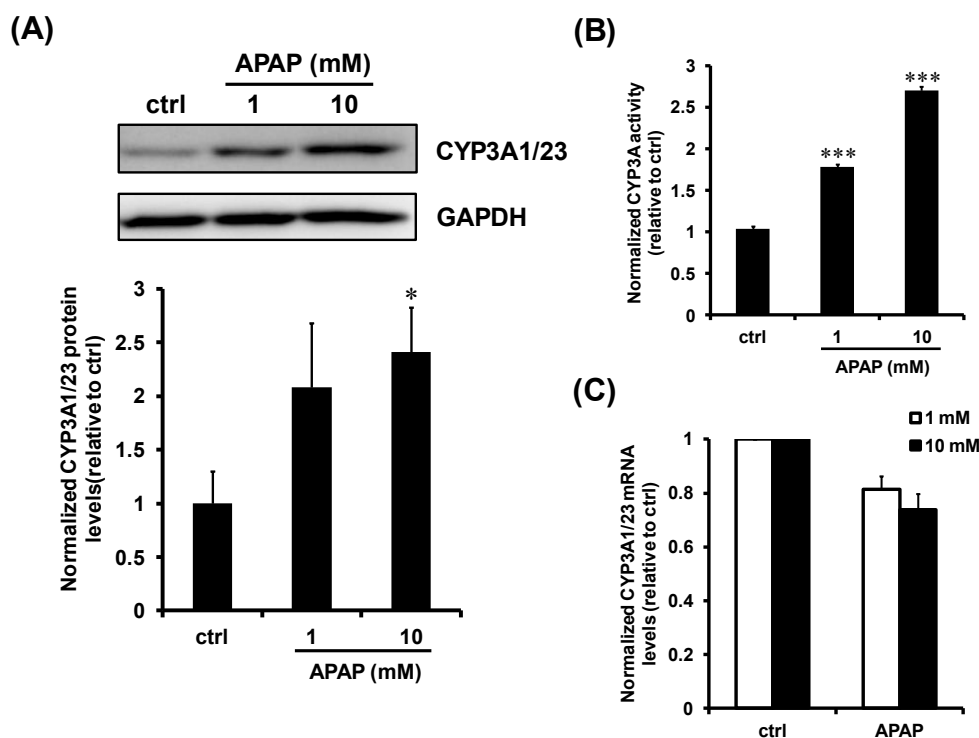 (A)
APAP (mM)
ctrl 1 10
CYP3A1/23
GAPDH
Normalized CYP3A1/23 protein
levels(relative to ctrl)
3
2.5
2
1.5
1
0.5
0
*
ctrl 1 10
APAP (mM)
(B)
Normalized CYP3A activity
(relative to ctrl)
3
2.5
2
1.5
1
0.5
0
***
***
ctrl 1 10
APAP (mM)
(C)
1 mM
10 mM
Normalized CYP3A1/23 mRNA
levels (relative to ctrl)
1
0.8
0.6
0.4
0.2
0
ctrl APAP